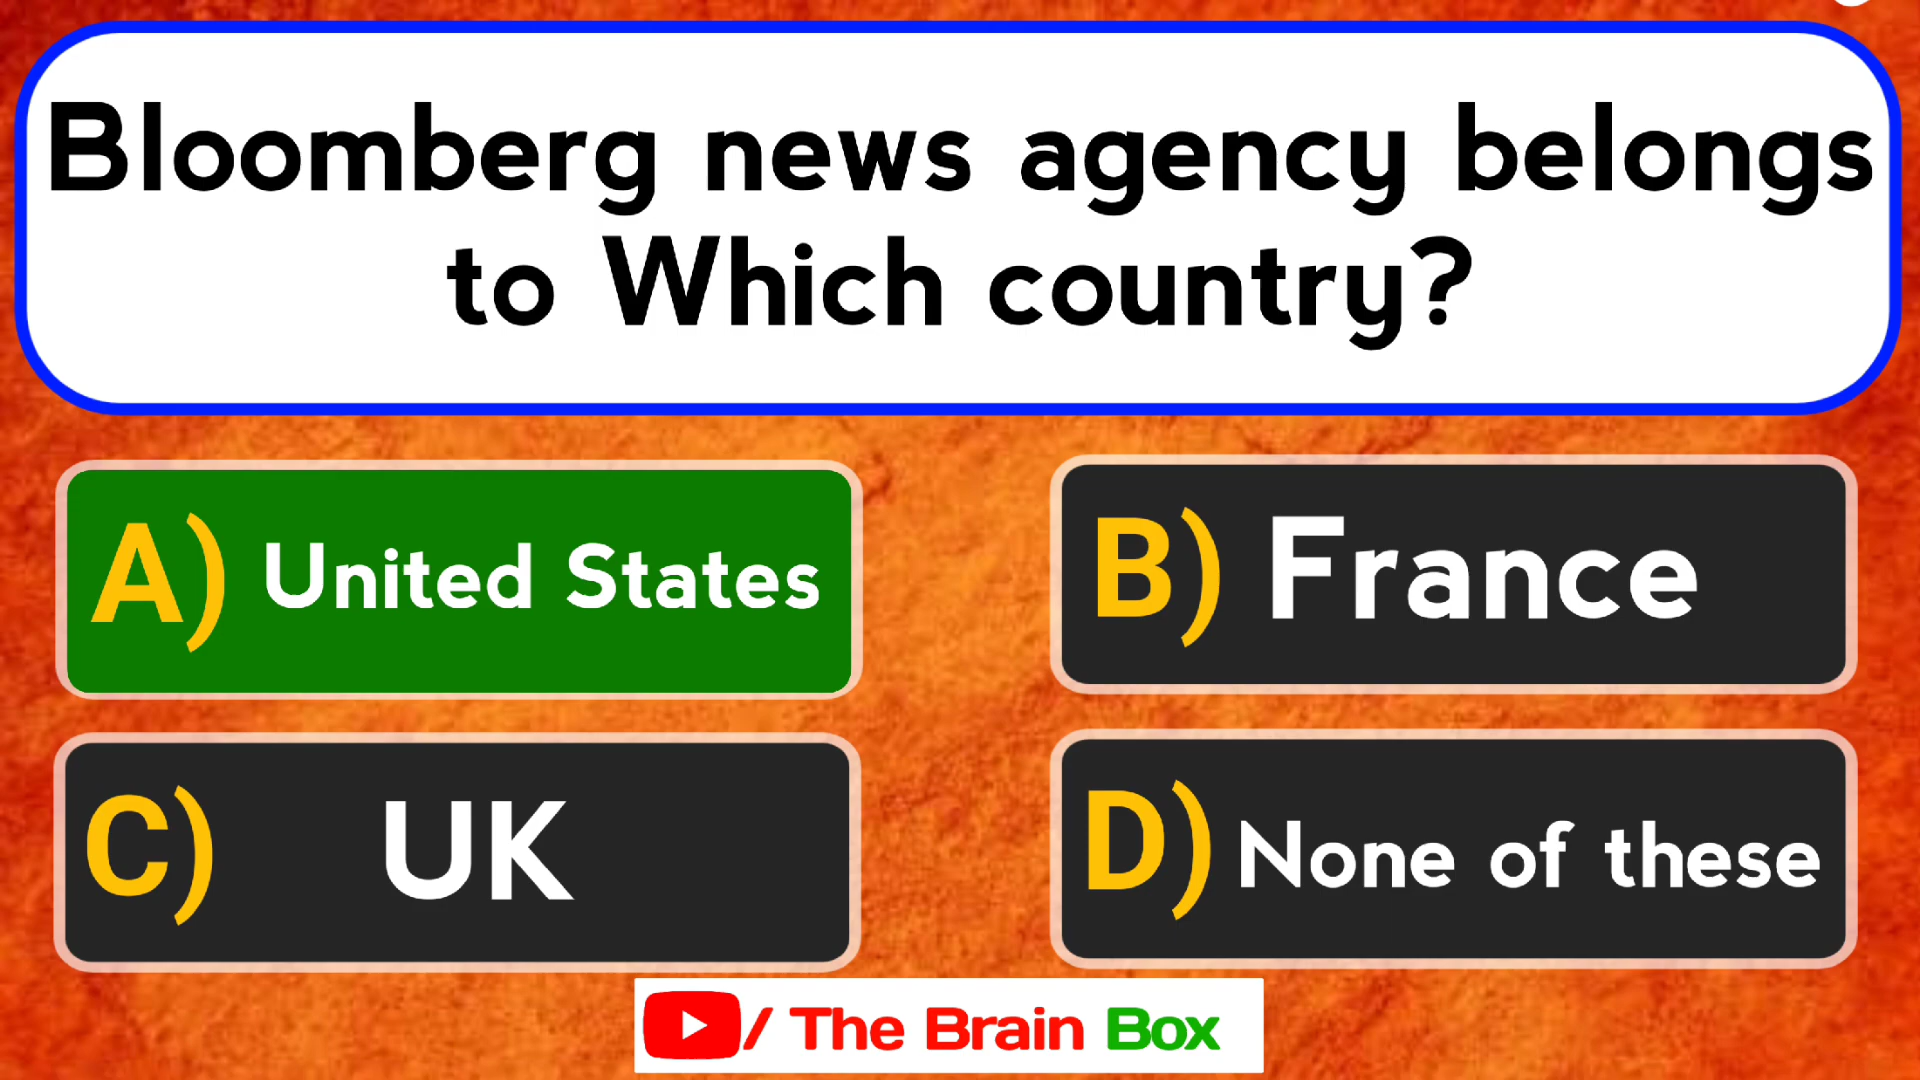 Bloomberg news agency belongs
to Which country?
A) United States
B) France
C) UK
D) None of these
/ The Brain Box